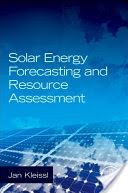 Solar Energy
Forecasting and
Resource
Assessment
Jan Kleissl